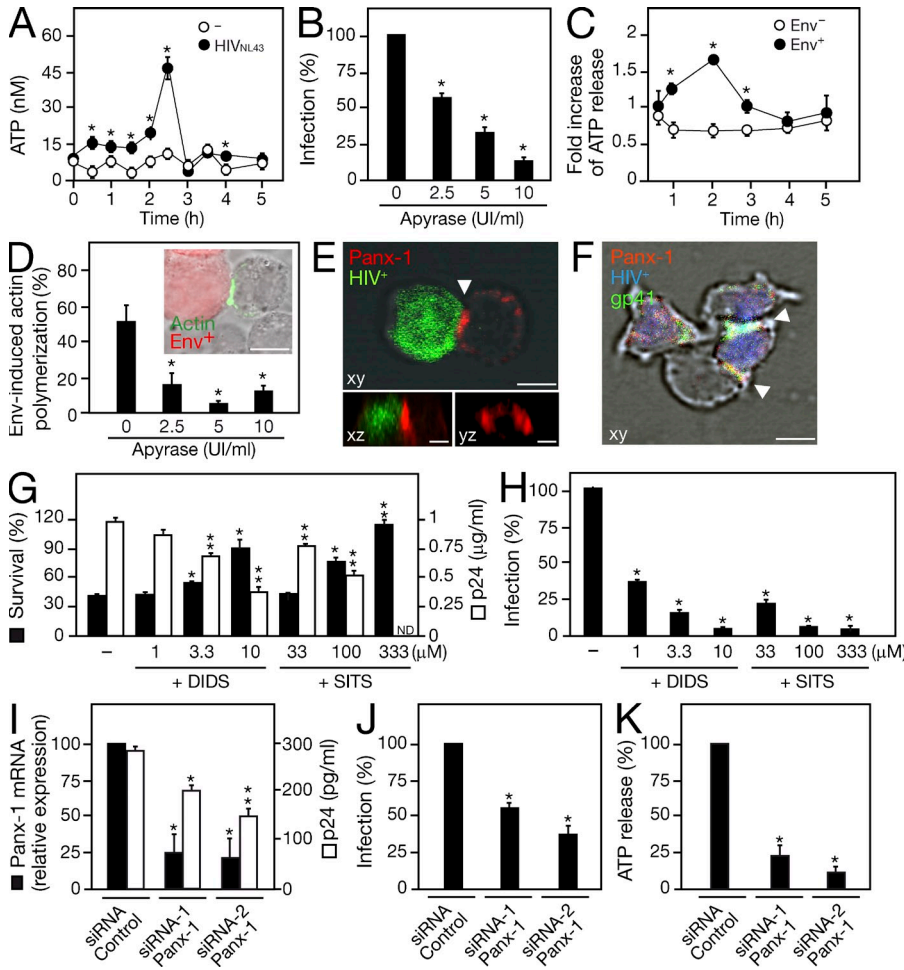 A
ATP (nM)
60
45
30
15
0
–
HIVNL43
*
*
*
*
*
*
0
1
2
3
4
5
Time (h)
B
Infection (%)
100
75
50
25
0
*
*
*
0
2.5
5
10
Apyrase (UI/ml)
C
Fold increase
of ATP release
2
1.5
1
0.5
0
Env⁻
Env⁺
*
*
*
1
2
3
4
5
Time (h)
D
Env-induced actin
polymerization (%)
80
60
40
20
0
Actin
Env⁺
*
*
*
0
2.5
5
10
Apyrase (UI/ml)
E
Panx-1
HIV⁺
xy
xz
yz
F
Panx-1
HIV⁺
gp41
xy
G
Survival (%)
120
90
60
30
0
*
**
*
**
**
*
**
**
ND
1
0.75
0.5
0.25
0
p24 (µg/ml)
–
1
3.3
10
33
100
333
(µM)
+ DIDS
+ SITS
H
Infection (%)
100
75
50
25
0
*
*
*
*
*
*
–
1
3.3
10
33
100
333
(µM)
+ DIDS
+ SITS
I
Panx-1 mRNA
(relative expression)
100
75
50
25
0
*
*
*
**
300
200
100
0
p24 (pg/ml)
siRNA
Control
siRNA-1
Panx-1
siRNA-2
Panx-1
J
Infection (%)
100
75
50
25
0
*
*
siRNA
Control
siRNA-1
Panx-1
siRNA-2
Panx-1
K
ATP release (%)
100
75
50
25
0
*
*
siRNA
Control
siRNA-1
Panx-1
siRNA-2
Panx-1